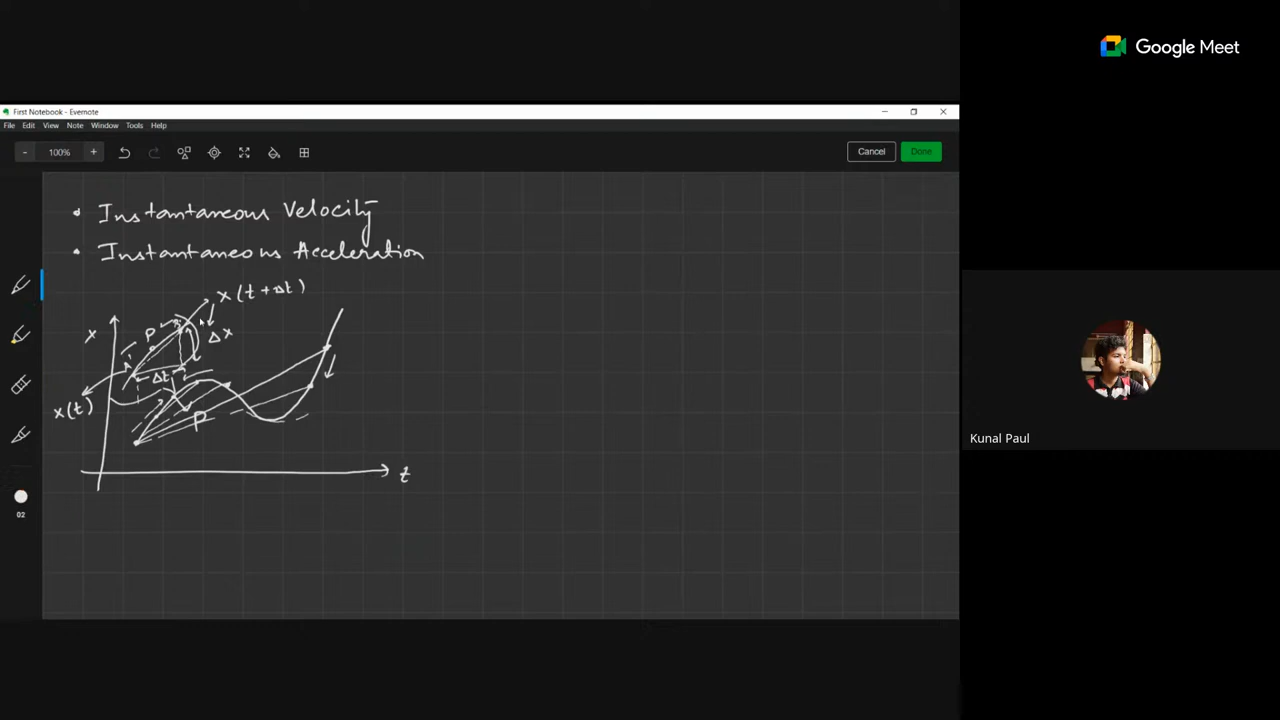 Google Meet
First Notebook - Evernote
File Edit View Note Window Tools Help
- 100% +
Cancel Done
• Instantaneous Velocity
• Instantaneous Acceleration
x(t + Δt)
x
P
Δx
Δt
x(t)
P
t
02
Kunal Paul